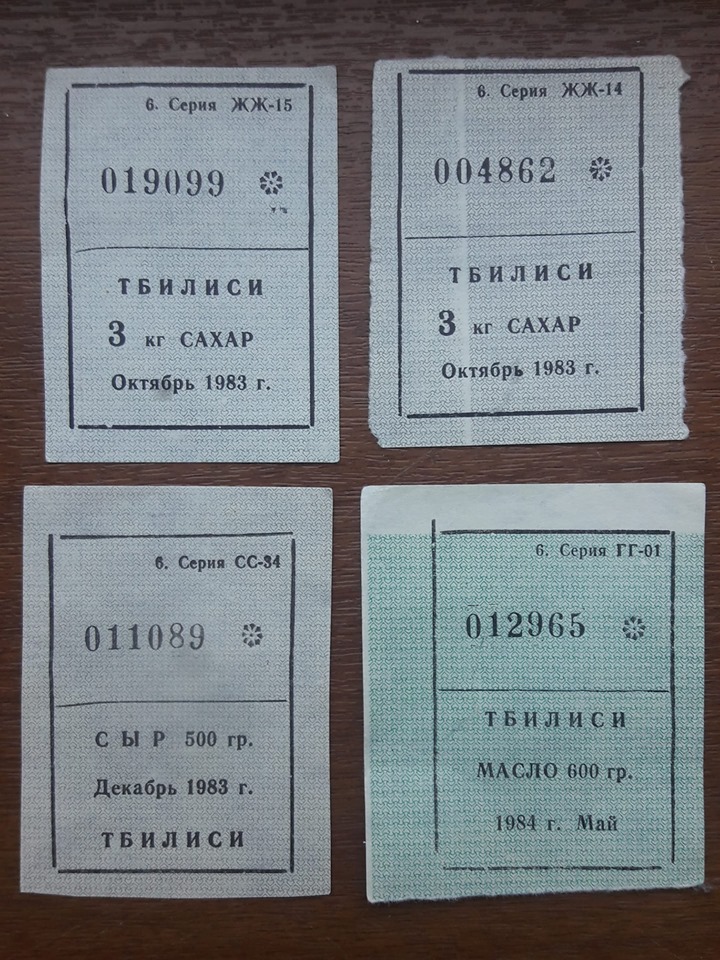 6. Серия ЖЖ-15
019099
ТБИЛИСИ
3 кг САХАР
Октябрь 1983 г.
6. Серия ЖЖ-14
004862
ТБИЛИСИ
3 кг САХАР
Октябрь 1983 г.
6. Серия СС-34
011089
СЫР 500 гр.
Декабрь 1983 г.
ТБИЛИСИ
6. Серия ГГ-01
012965
ТБИЛИСИ
МАСЛО 600 гр.
1984 г. Май